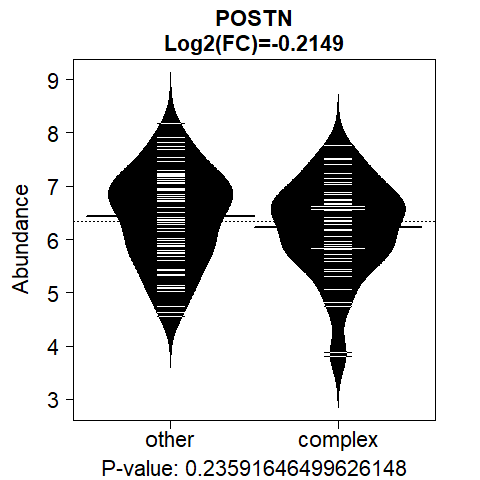 POSTN
Log2(FC)=-0.2149
9
8
7
6
5
4
3
Abundance
other complex
P-value: 0.23591646499626148